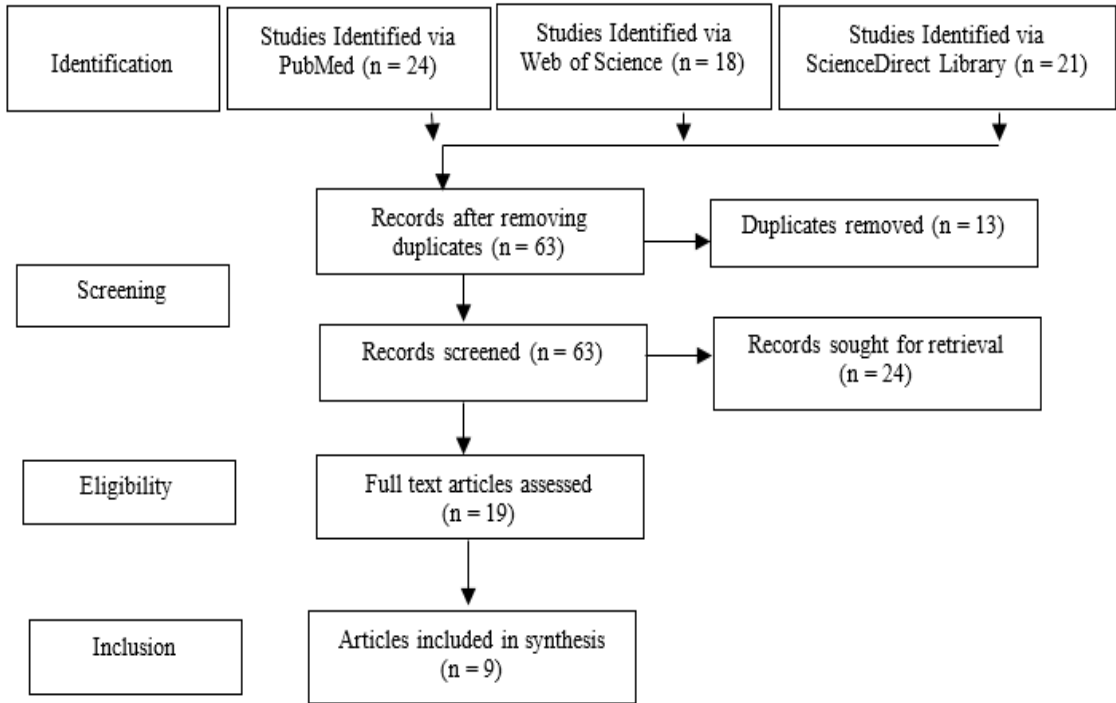 Identification
Studies Identified via
PubMed (n = 24)
Studies Identified via
Web of Science (n = 18)
Studies Identified via
ScienceDirect Library (n = 21)
Records after removing
duplicates (n = 63)
Duplicates removed (n = 13)
Screening
Records screened (n = 63)
Records sought for retrieval
(n = 24)
Eligibility
Full text articles assessed
(n = 19)
Inclusion
Articles included in synthesis
(n = 9)